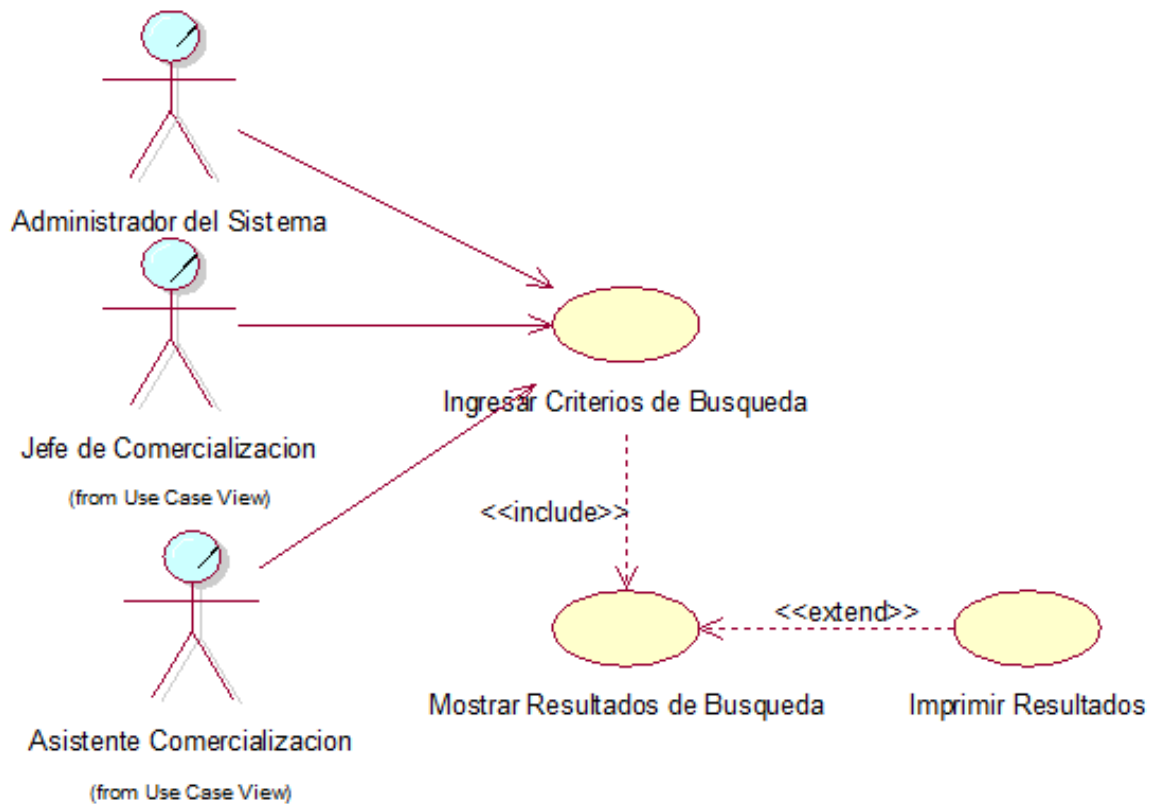 Administrador del Sistema
Jefe de Comercializacion
(from Use Case View)
Asistente Comercializacion
(from Use Case View)
Ingresar Criterios de Busqueda
<<include>>
Mostrar Resultados de Busqueda
<<extend>>
Imprimir Resultados